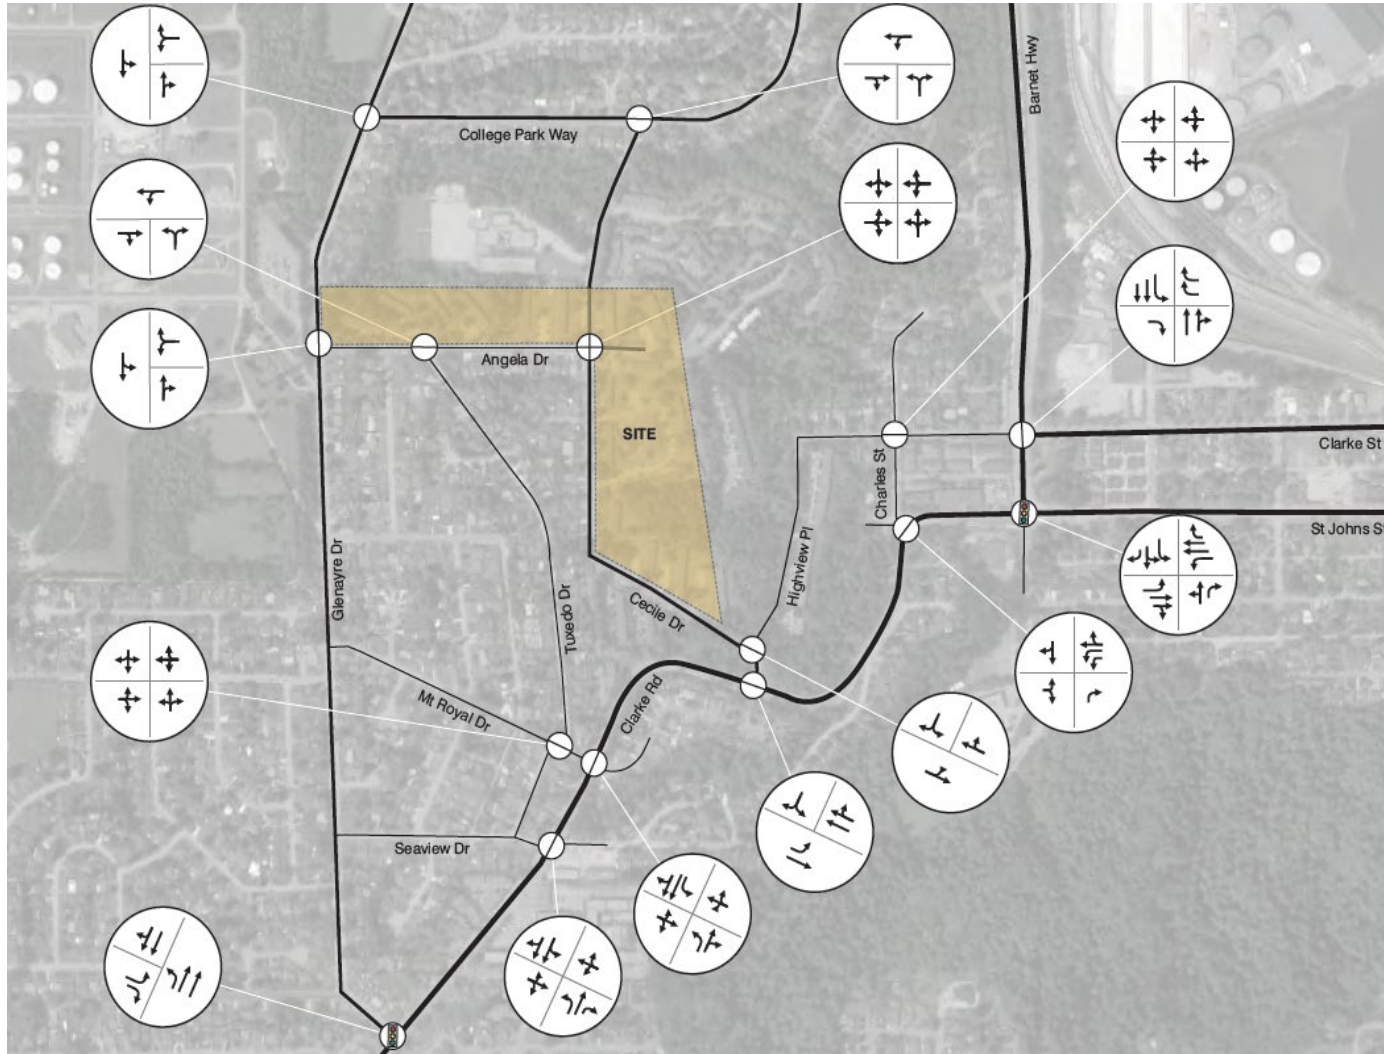 Barnet Hwy
College Park Way
Angela Dr
SITE
Clarke St
Charles St
St Johns S
Highview Pl
Glenayre Dr
Tuxedo Dr
Cecile Dr
Mt Royal Dr
Clarke Rd
Seaview Dr